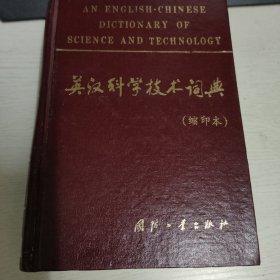 AN ENGLISH-CHINESE
DICTIONARY OF
SCIENCE AND TECHNOLOGY
英汉科学技术词典
(缩印本)
国防工业出版社